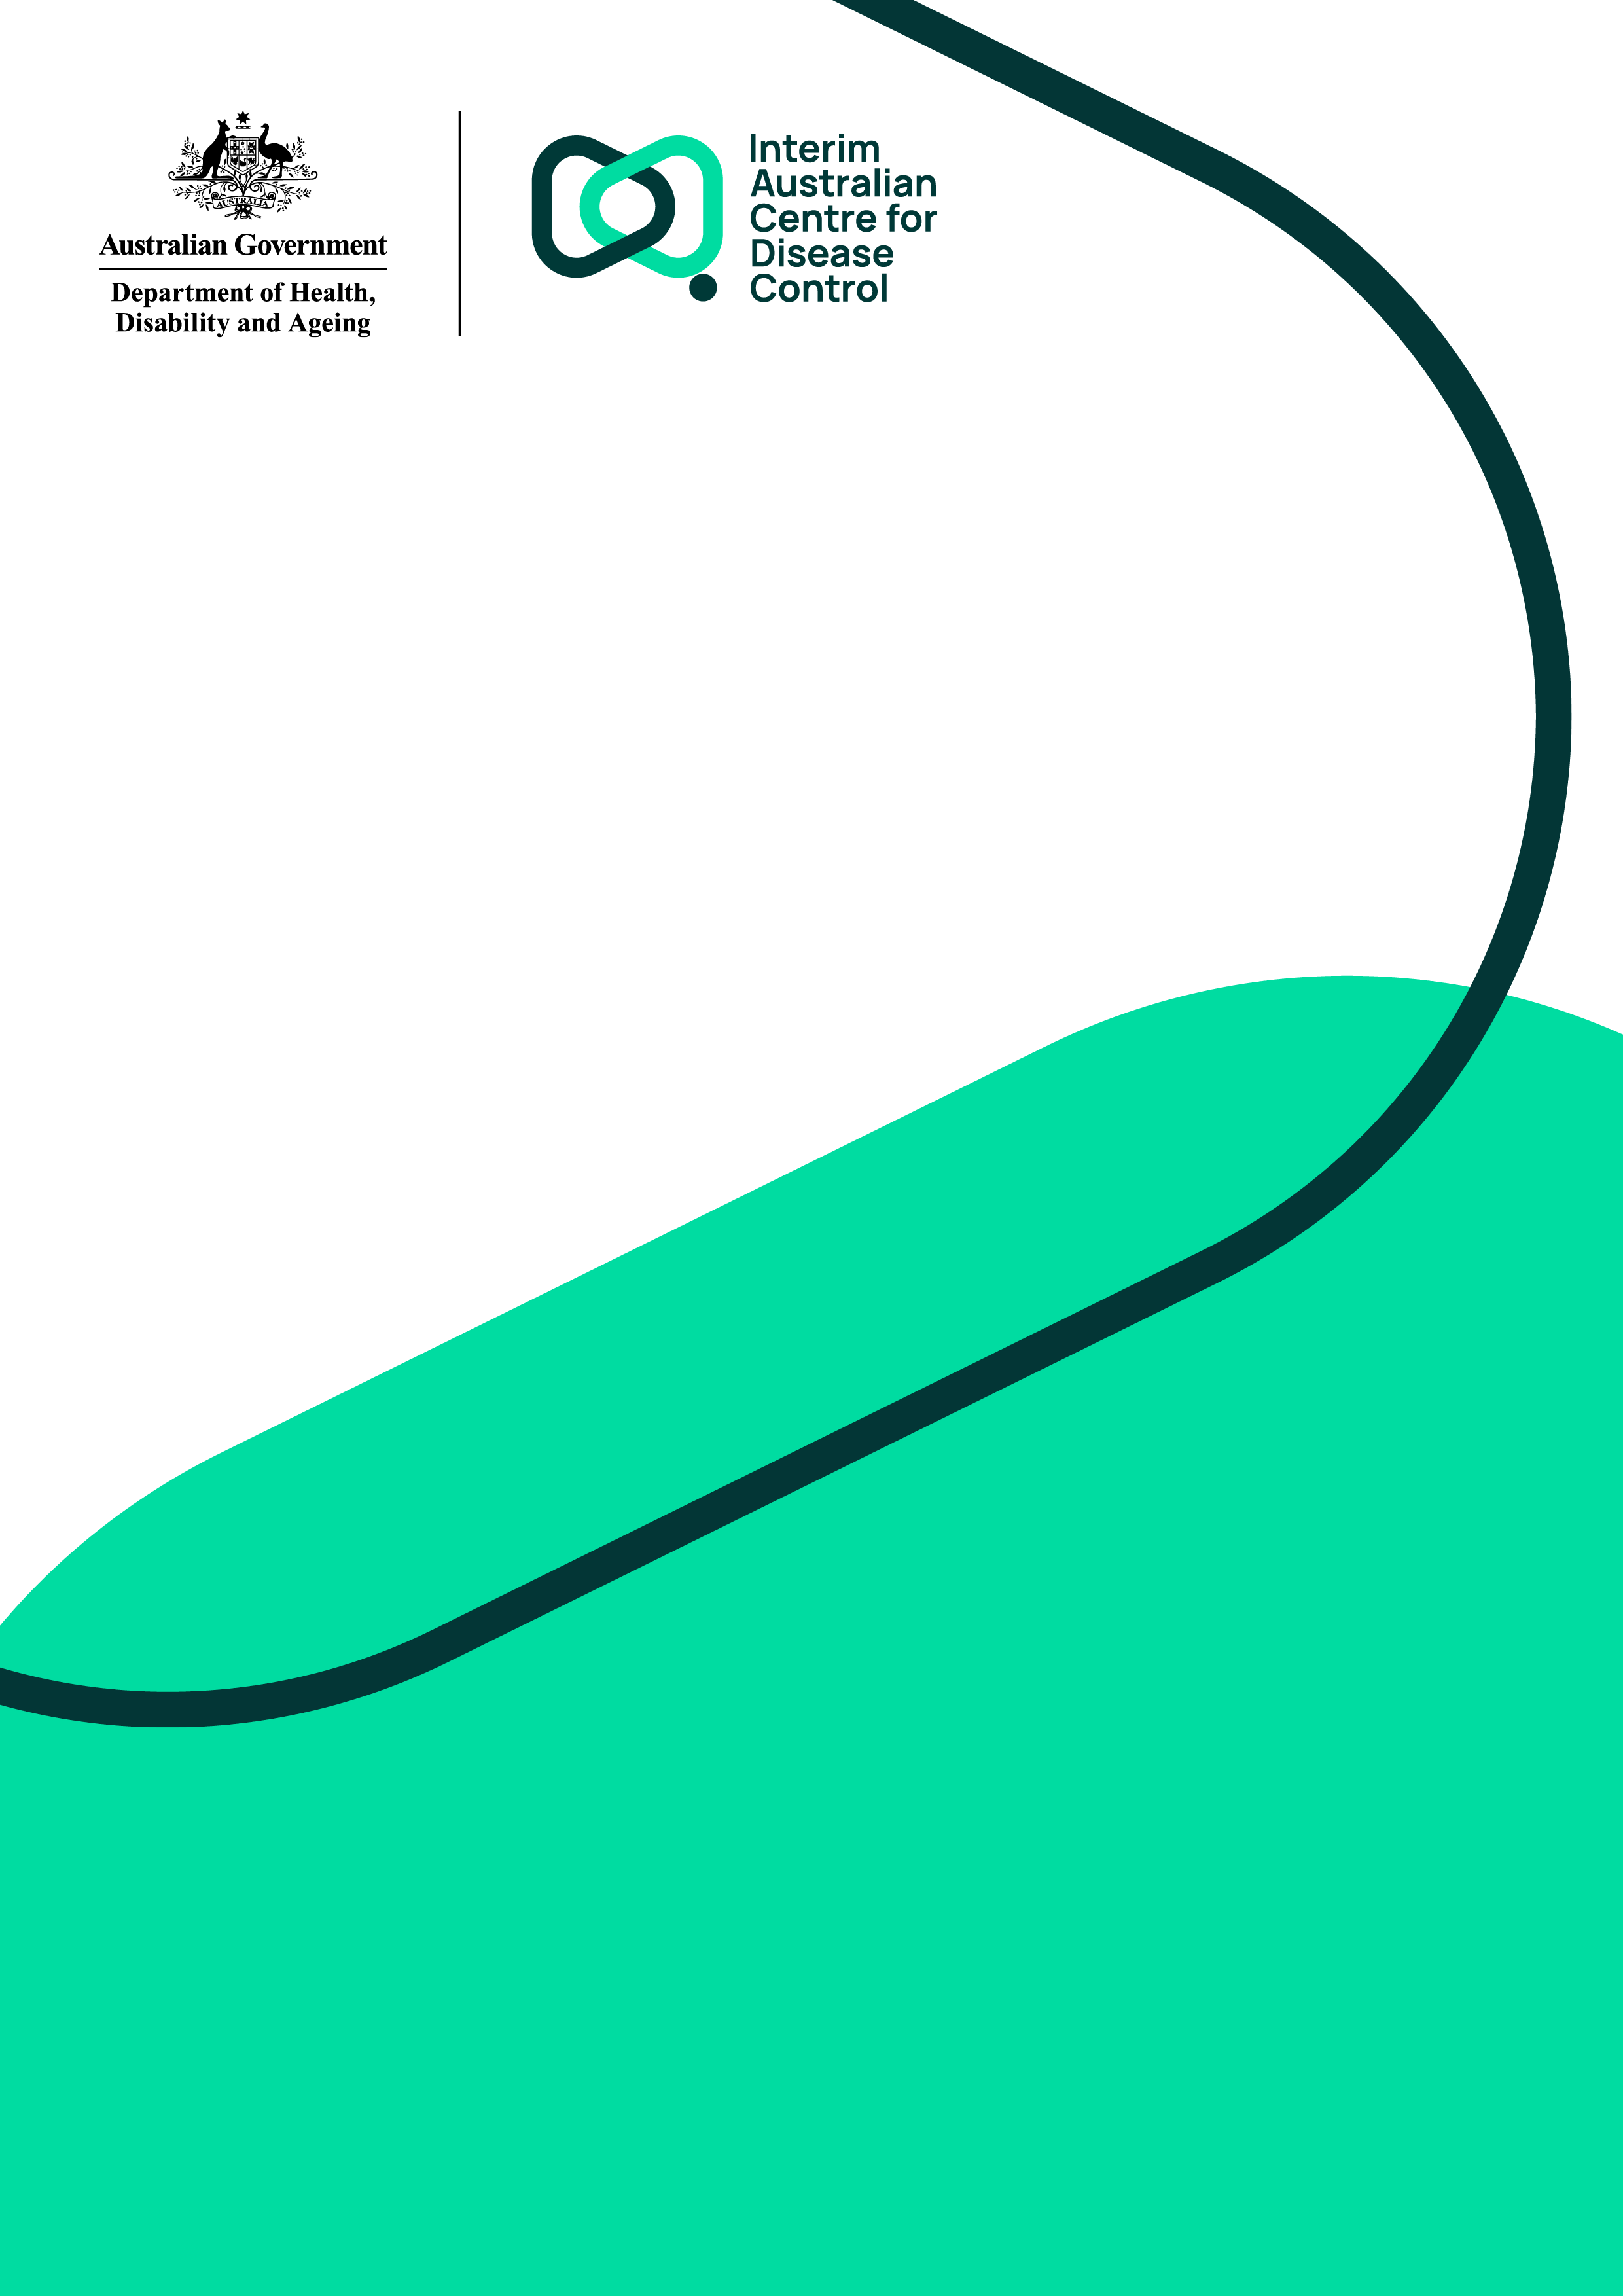 AUSTRALIA
Australian Government
Department of Health,
Disability and Ageing
Interim
Australian
Centre for
Disease
Control